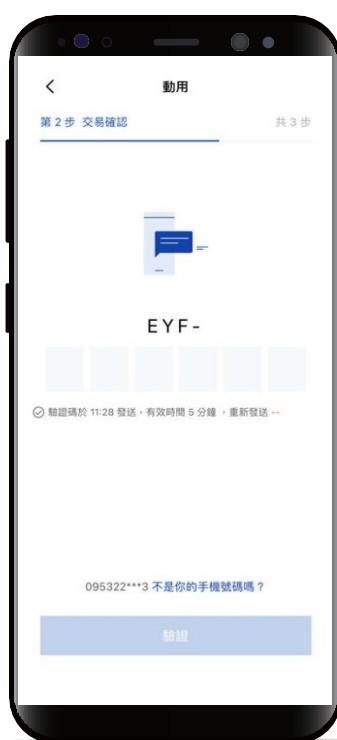 動用
第 2 步 交易確認
共 3 步
EYF-
驗證碼於 11:28 發送，有效時間 5 分鐘 ，重新發送 --
095322***3 不是你的手機號碼嗎？
驗證